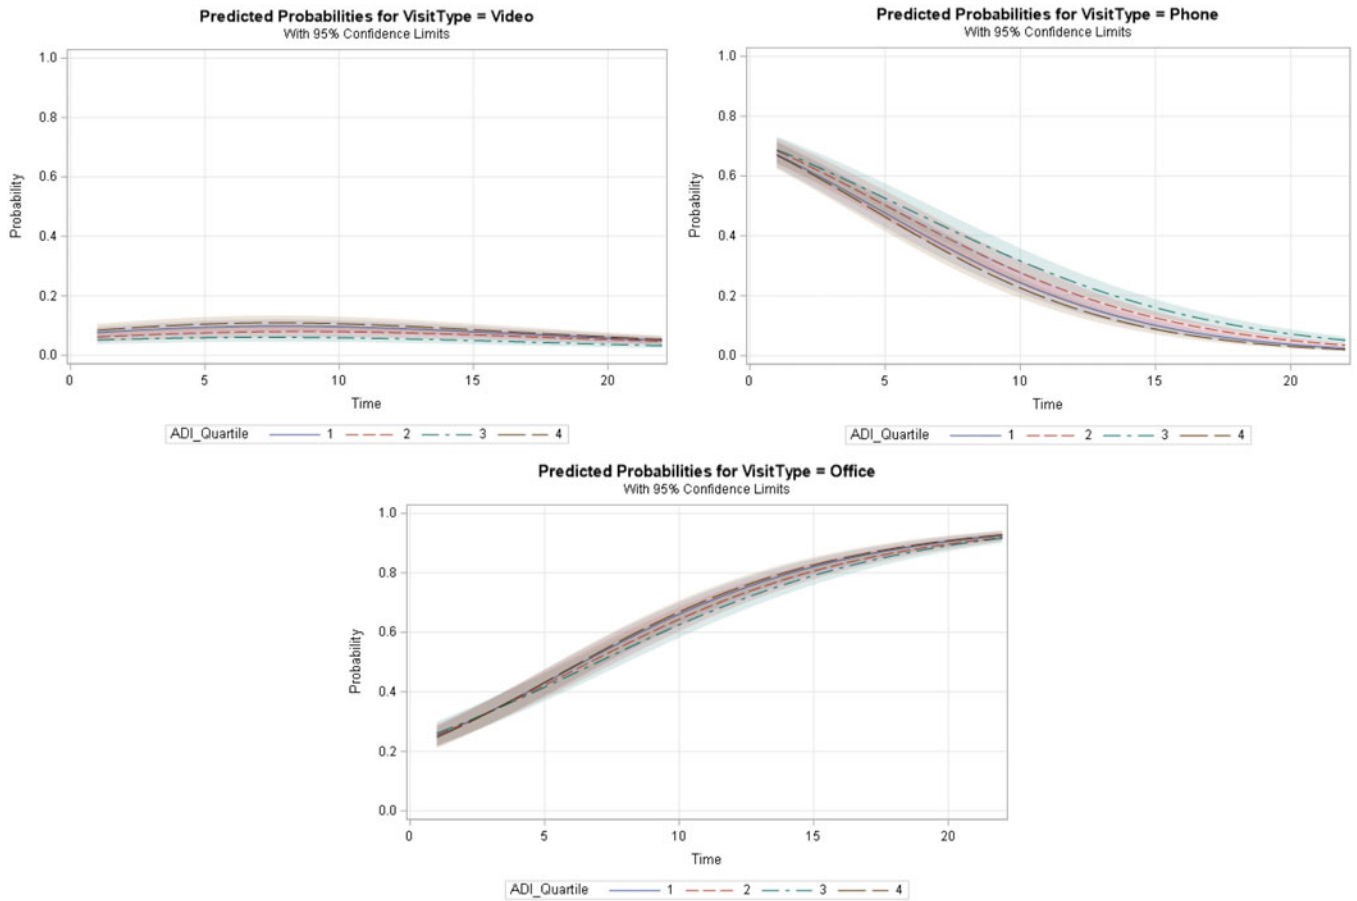 Predicted Probabilities for VisitType = Video
With 95% Confidence Limits
1.0
0.8
0.6
0.4
0.2
0.0
Probability
0
5
10
15
20
Time
ADI_Quartile 1 2 3 4
Predicted Probabilities for VisitType = Phone
With 95% Confidence Limits
1.0
0.8
0.6
0.4
0.2
0.0
Probability
0
5
10
15
20
Time
ADI_Quartile 1 2 3 4
Predicted Probabilities for VisitType = Office
With 95% Confidence Limits
1.0
0.8
0.6
0.4
0.2
0.0
Probability
0
5
10
15
20
Time
ADI_Quartile 1 2 3 4